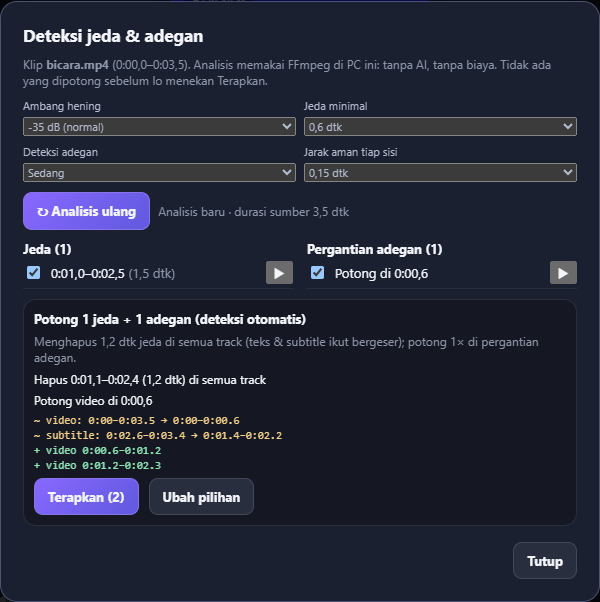 Deteksi jeda & adegan
Klip bicara.mp4 (0:00,0–0:03,5). Analisis memakai FFmpeg di PC ini: tanpa AI, tanpa biaya. Tidak ada
yang dipotong sebelum lo menekan Terapkan.
Ambang hening
Jeda minimal
-35 dB (normal)
0,6 dtk
Deteksi adegan
Jarak aman tiap sisi
Sedang
0,15 dtk
↻ Analisis ulang
Analisis baru · durasi sumber 3,5 dtk
Jeda (1)
Pergantian adegan (1)
0:01,0–0:02,5 (1,5 dtk)
Potong di 0:00,6
Potong 1 jeda + 1 adegan (deteksi otomatis)
Menghapus 1,2 dtk jeda di semua track (teks & subtitle ikut bergeser); potong 1× di pergantian
adegan.
Hapus 0:01,1–0:02,4 (1,2 dtk) di semua track
Potong video di 0:00,6
~ video: 0:00–0:03.5 → 0:00–0:00.6
~ subtitle: 0:02.6–0:03.4 → 0:01.4–0:02.2
+ video 0:00.6–0:01.2
+ video 0:01.2–0:02.3
Terapkan (2)
Ubah pilihan
Tutup